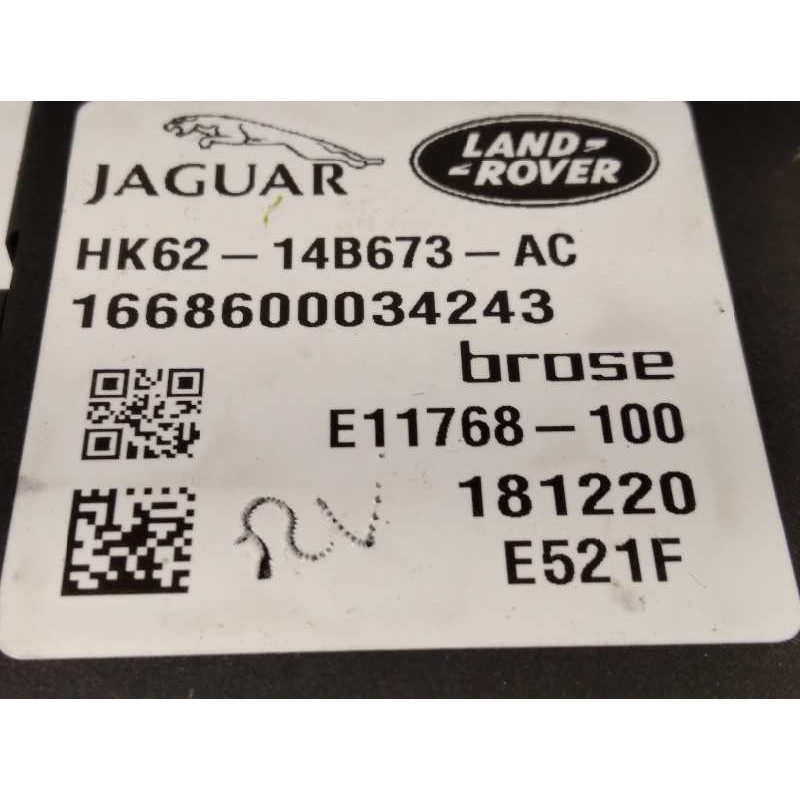 JAGUAR
LAND-
-ROVER
HK62-14B673-AC
1668600034243
brose
E11768-100
181220
E521F